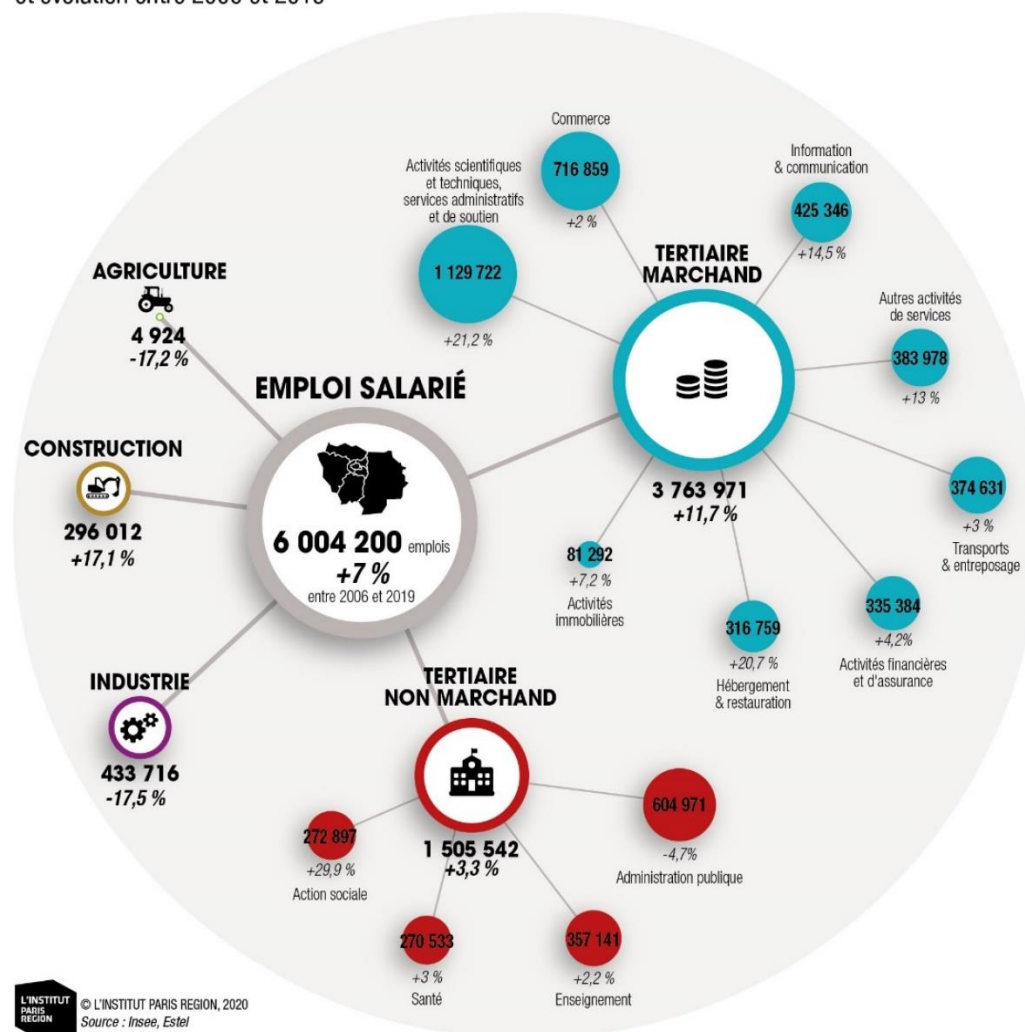 et évolution entre 2006 et 2019
Commerce
716 859
+2 %
Activités scientifiques
et techniques,
services administratifs
et de soutien
1 129 722
+21,2 %
Information
& communication
425 346
+14,5 %
TERTIAIRE
MARCHAND
3 763 971
+11,7 %
Autres activités
de services
383 978
+13 %
374 631
+3 %
Transports
& entreposage
335 384
+4,2%
Activités financières
et d'assurance
316 759
+20,7 %
Hébergement
& restauration
81 292
+7,2 %
Activités
immobilières
AGRICULTURE
4 924
-17,2 %
EMPLOI SALARIÉ
6 004 200 emplois
+7 %
entre 2006 et 2019
CONSTRUCTION
296 012
+17,1 %
INDUSTRIE
433 716
-17,5 %
TERTIAIRE
NON MARCHAND
1 505 542
+3,3 %
604 971
-4,7%
Administration publique
272 897
+29,9 %
Action sociale
270 533
+3 %
Santé
357 141
+2,2 %
Enseignement
L'INSTITUT
PARIS
REGION
© L'INSTITUT PARIS REGION, 2020
Source : Insee, Estel